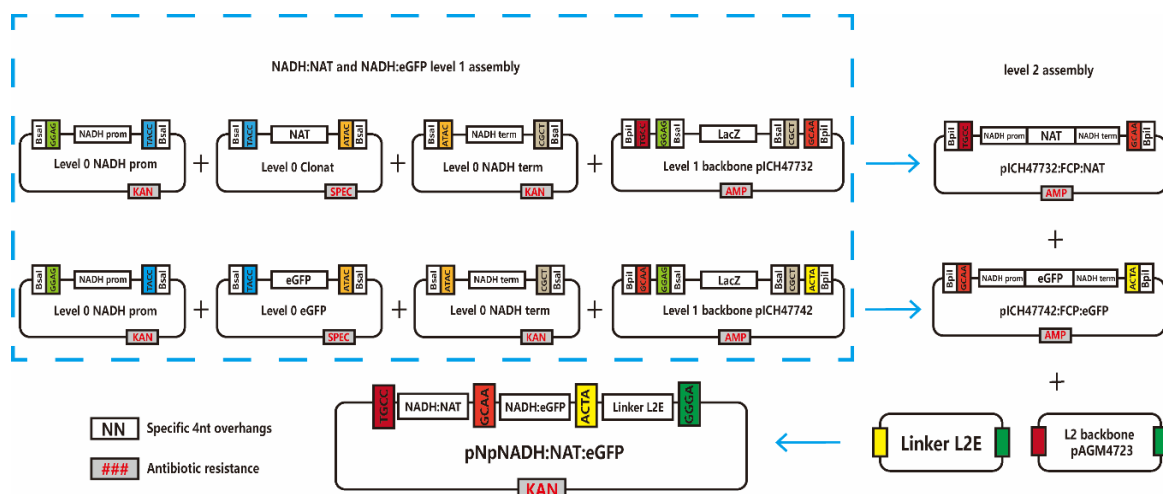 NADH:NAT and NADH:eGFP level 1 assembly
level 2 assembly
BsaI GGAG NADH prom TACC BsaI
Level 0 NADH prom
KAN
+
BsaI TACC NAT ATAC BsaI
Level 0 Clonat
SPEC
+
BsaI ATAC NADH term CGCT BsaI
Level 0 NADH term
KAN
+
BpiI TGCC GGAG BsaI LacZ BsaI CGCT GCAA BpiI
Level 1 backbone pICH47732
AMP
BpiI TGCC NADH prom NAT NADH term GCAA BpiI
pICH47732:FCP:NAT
AMP
+
BsaI GGAG NADH prom TACC BsaI
Level 0 NADH prom
KAN
+
BsaI TACC eGFP ATAC BsaI
Level 0 eGFP
SPEC
+
BsaI ATAC NADH term CGCT BsaI
Level 0 NADH term
KAN
+
BpiI GCAA GGAG BsaI LacZ BsaI CGCT ACTA BpiI
Level 1 backbone pICH47742
AMP
BpiI GCAA NADH prom eGFP NADH term ACTA BpiI
pICH47742:FCP:eGFP
AMP
+
NN Specific 4nt overhangs
### Antibiotic resistance
TGCC NADH:NAT GCAA NADH:eGFP ACTA Linker L2E GGGA
pNpNADH:NAT:eGFP
KAN
Linker L2E
L2 backbone
pAGM4723